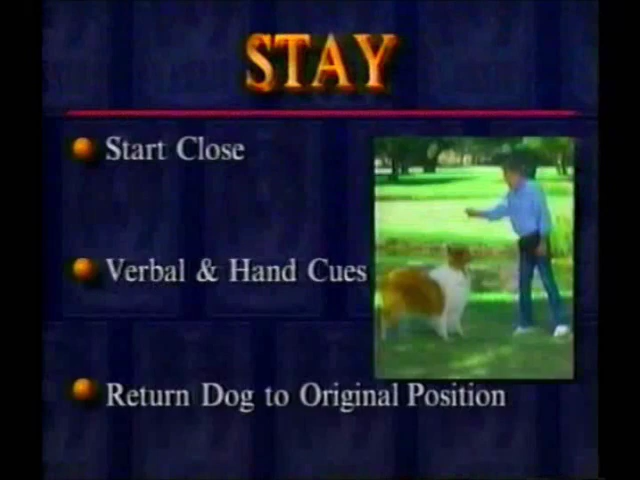 STAY
Start Close
Verbal & Hand Cues
Return Dog to Original Position